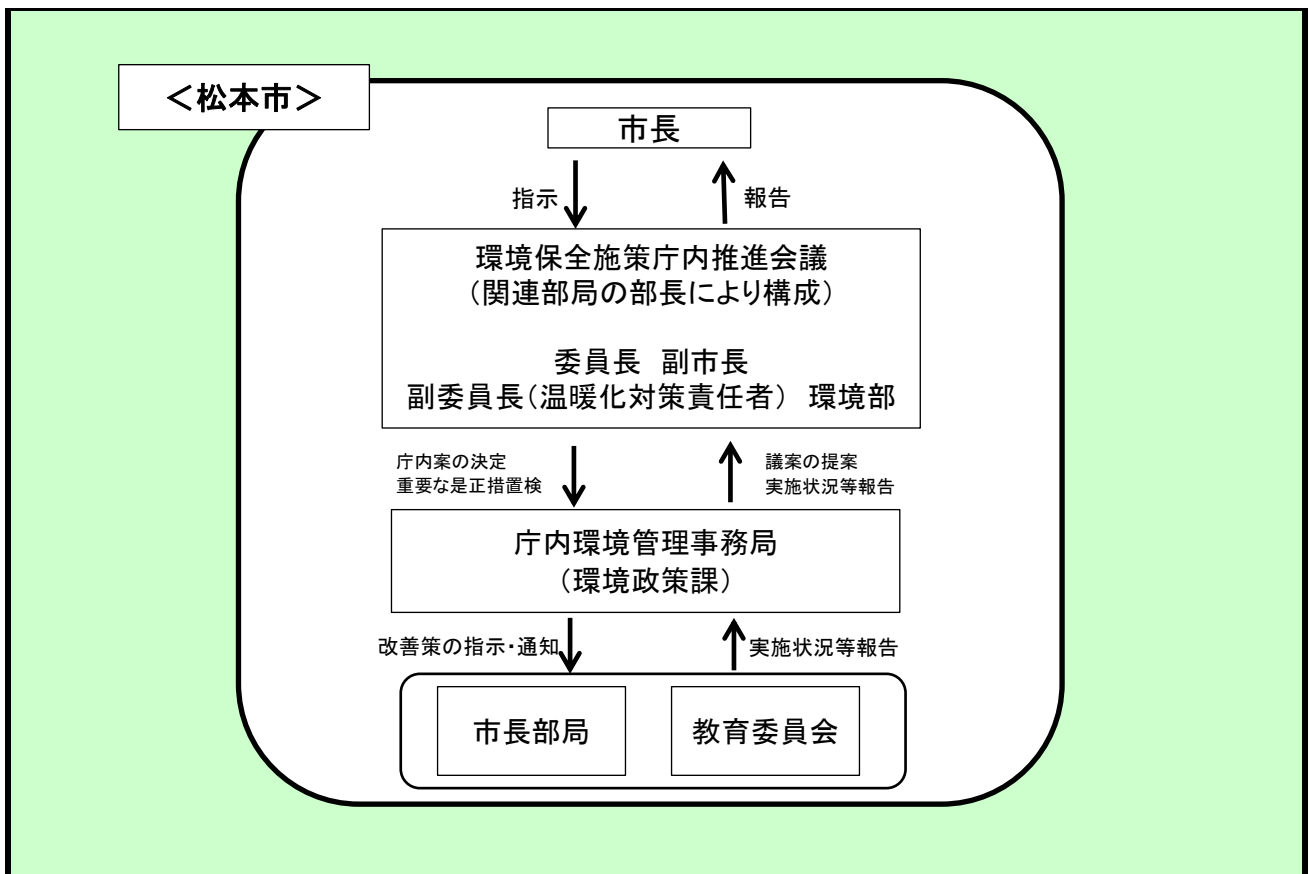 ＜松本市＞
市長
指示
報告
環境保全施策庁内推進会議
（関連部局の部長により構成）
委員長 副市長
副委員長（温暖化対策責任者） 環境部
庁内案の決定
重要な是正措置検
議案の提案
実施状況等報告
庁内環境管理事務局
（環境政策課）
改善策の指示・通知
実施状況等報告
市長部局
教育委員会